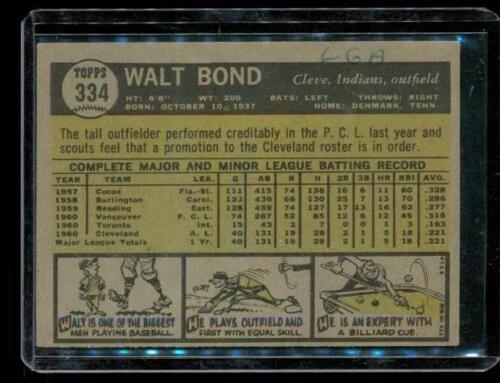 CGA
TOPPS
334
WALT BOND
Cleve. Indians, outfield
HT: 6'6" WT: 200 BATS: LEFT THROWS: RIGHT
BORN: OCTOBER 10, 1937 HOME: DENMARK, TENN.
The tall outfielder performed creditably in the P. C. L. last year and
scouts feel that a promotion to the Cleveland roster is in order.
COMPLETE MAJOR AND MINOR LEAGUE BATTING RECORD
YEAR TEAM LEA. G AB R H 2B 3B HR RBI AVG.
1957 Cocoa Fla.-St. 111 415 74 136 16 6 11 80 .328
1958 Burlington Carol. 123 439 66 130 25 7 13 70 .296
1959 Reading East. 128 459 74 127 17 13 16 82 .277
1960 Vancouver P. C. L. 74 267 52 85 12 6 12 45 .318
1960 Toronto Int. 15 43 2 7 0 0 0 2 .163
1960 Cleveland A. L. 40 131 19 29 2 1 5 18 .221
Major League Totals 1 Yr. 40 131 19 29 2 1 5 18 .221
WALT IS ONE OF THE BIGGEST
MEN PLAYING BASEBALL.
HE PLAYS OUTFIELD AND
FIRST WITH EQUAL SKILL.
HE IS AN EXPERT WITH
A BILLIARD CUE.